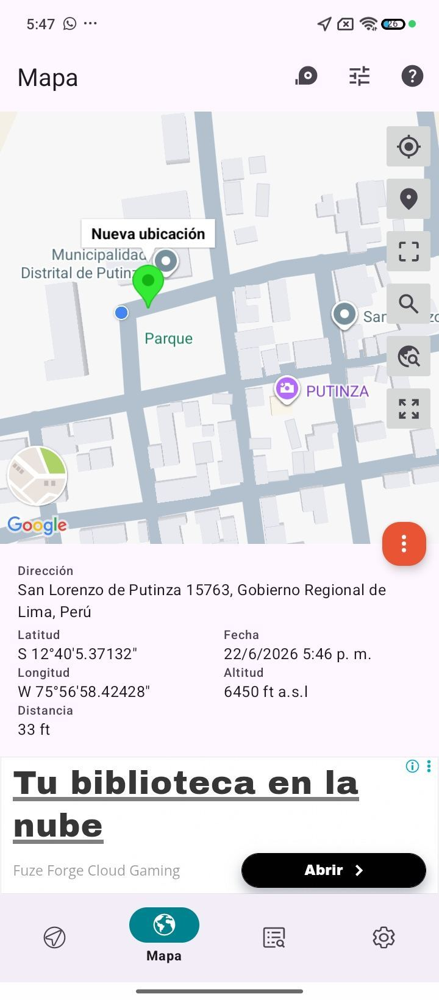 5:47
26
Mapa
Nueva ubicación
Municipalidad
Distrital de Putinz
Parque
San
PUTINZA
Google
Dirección
San Lorenzo de Putinza 15763, Gobierno Regional de
Lima, Perú
Latitud
Fecha
S 12°40'5.37132"
22/6/2026 5:46 p. m.
Longitud
Altitud
W 75°56'58.42428"
6450 ft a.s.l
Distancia
33 ft
Tu biblioteca en la
nube
Fuze Forge Cloud Gaming
Abrir
Mapa